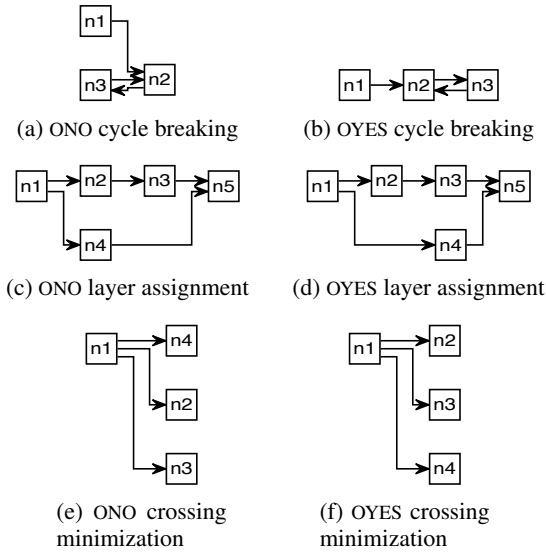 n1
n3
n2
n1
n2
n3
(a) ONO cycle breaking
(b) OYES cycle breaking
n1
n2
n3
n5
n4
n1
n2
n3
n5
n4
(c) ONO layer assignment
(d) OYES layer assignment
n1
n4
n2
n3
n1
n2
n3
n4
(e) ONO crossing
minimization
(f) OYES crossing
minimization